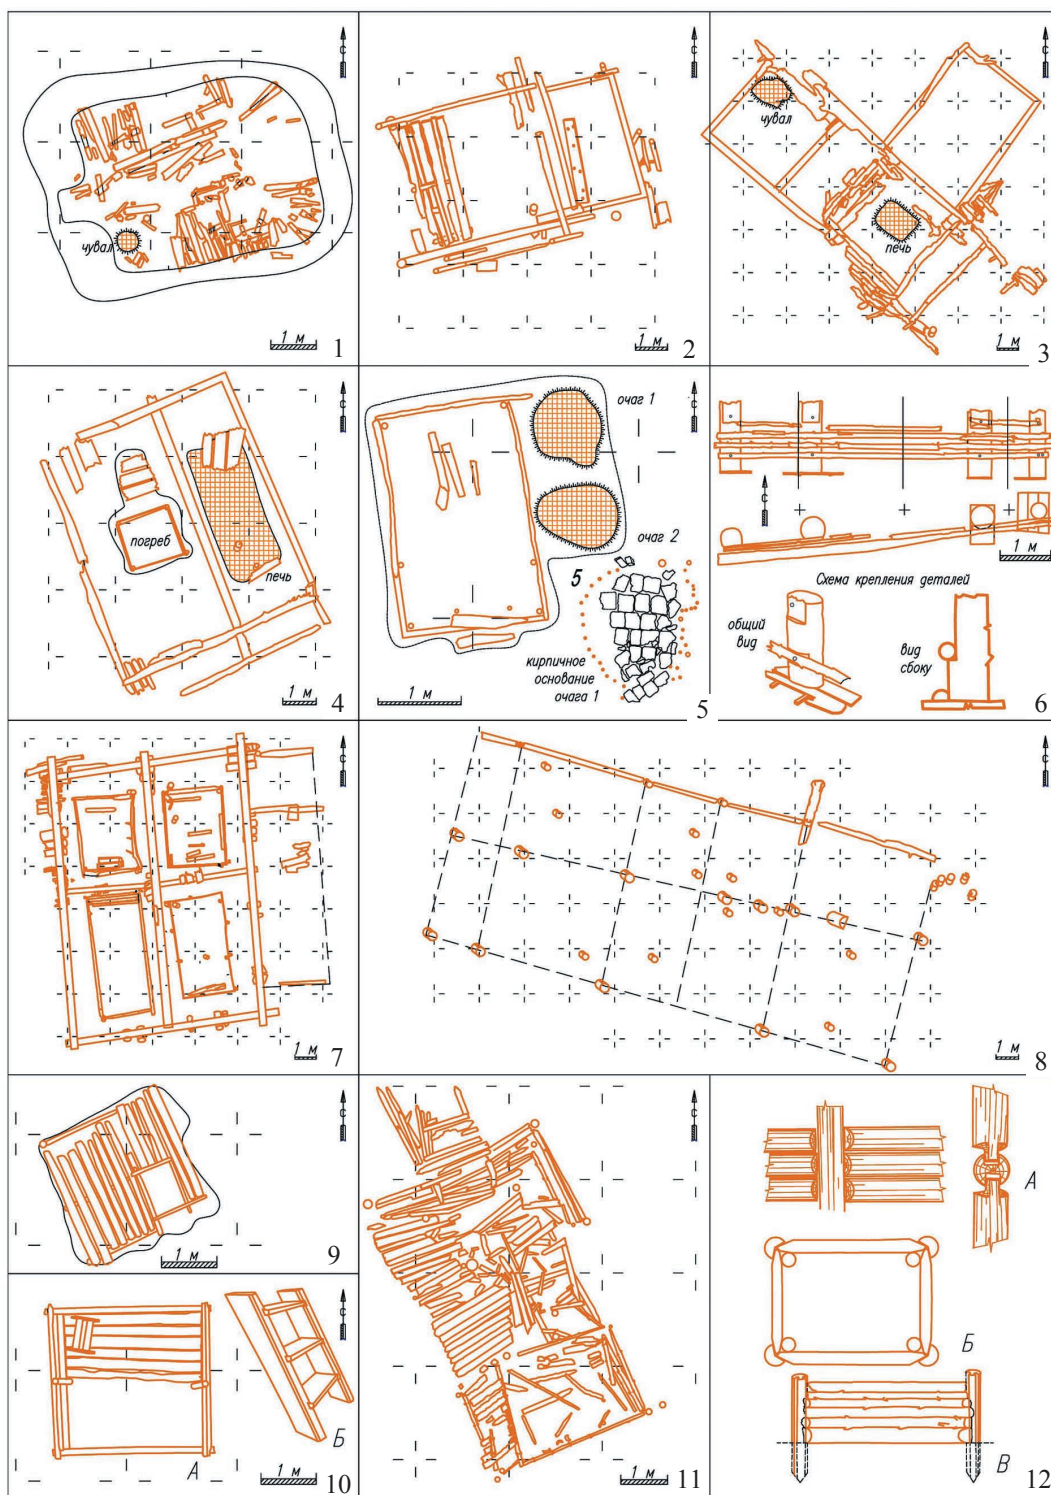 С
чувал
1 м
1
С
1 м
2
С
чувал
печь
1 м
3
С
погреб
печь
1 м
4
С
очаг 1
очаг 2
5
кирпичное
основание
очага 1
1 м
5
С
1 м
Схема крепления деталей
общий
вид
вид
сбоку
6
С
1 м
7
С
1 м
8
С
1 м
9
С
А
Б
1 м
10
С
1 м
11
А
Б
В
12